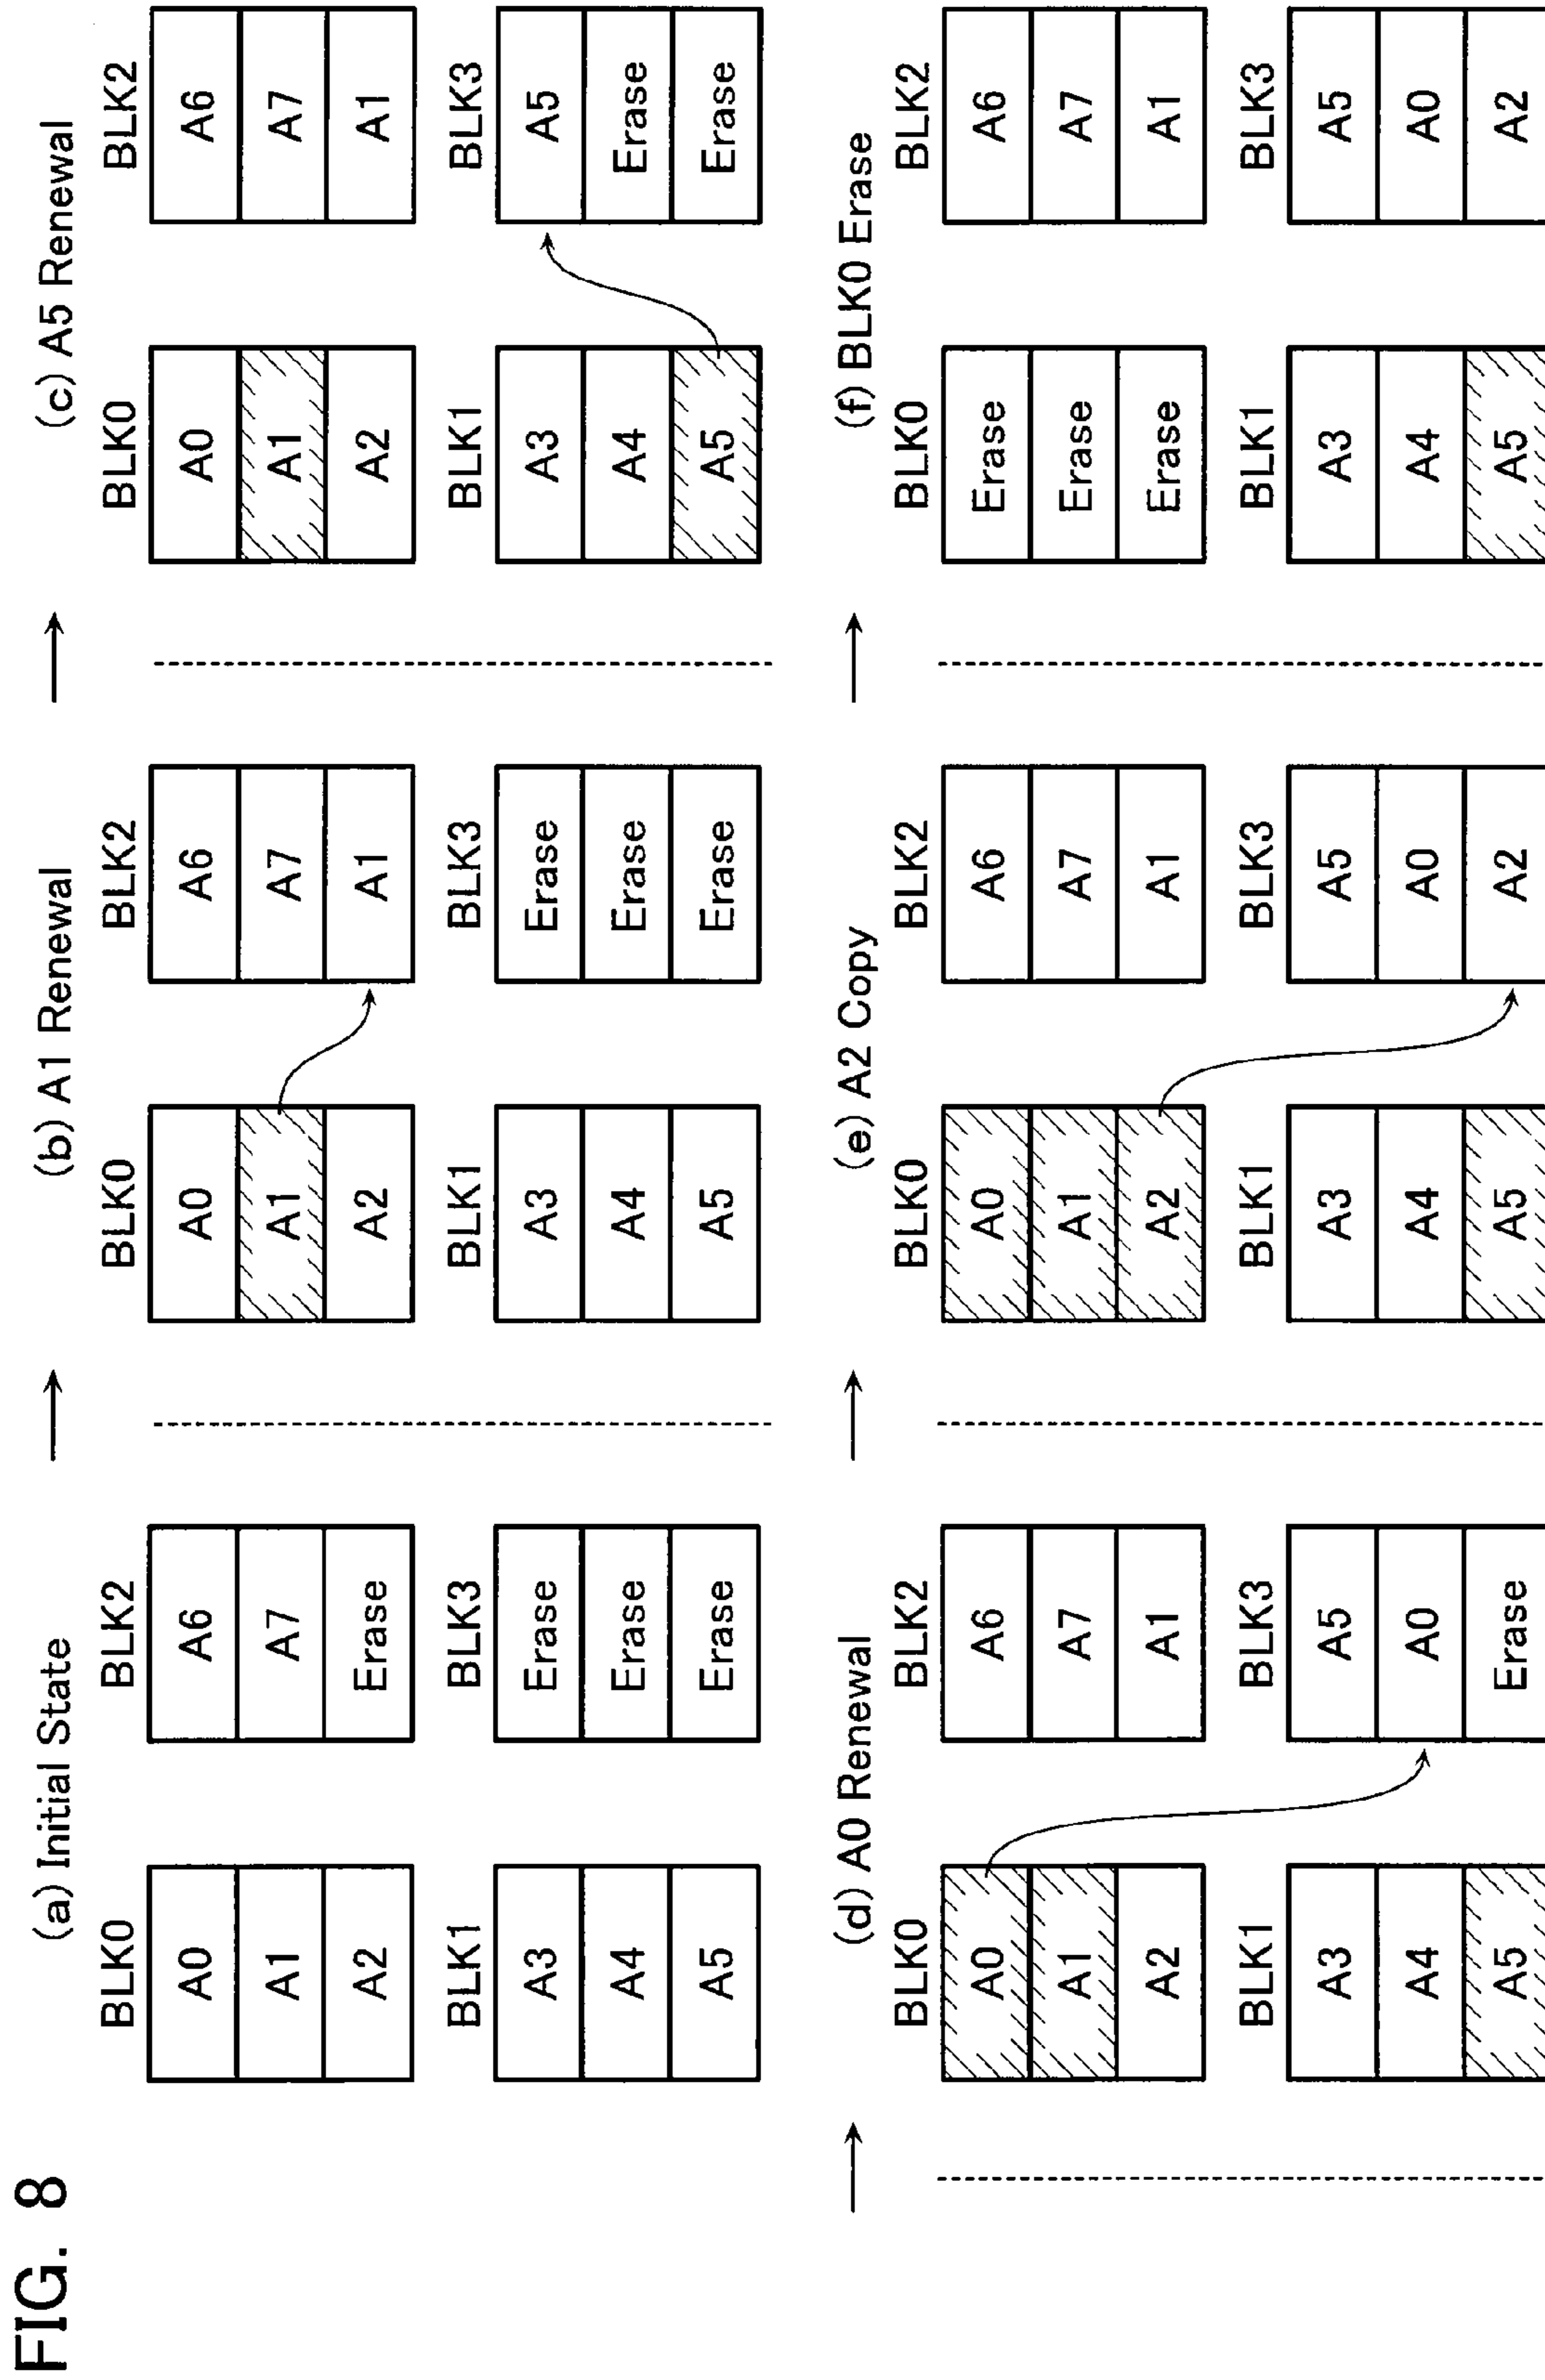 FIG. 8
(a) Initial State
BLK0 BLK2
A0 A6
A1 A7
A2 Erase
BLK1 BLK3
A3 Erase
A4 Erase
A5 Erase
(b) A1 Renewal
BLK0 BLK2
A0 A6
A1 A7
A2 A1
BLK1 BLK3
A3 Erase
A4 Erase
A5 Erase
(c) A5 Renewal
BLK0 BLK2
A0 A6
A1 A7
A2 A1
BLK1 BLK3
A3 A5
A4 Erase
A5 Erase
(d) A0 Renewal
BLK0 BLK2
A0 A6
A1 A7
A2 A1
BLK1 BLK3
A3 A5
A4 A0
A5 Erase
(e) A2 Copy
BLK0 BLK2
A0 A6
A1 A7
A2 A1
BLK1 BLK3
A3 A5
A4 A0
A5 A2
(f) BLK0 Erase
BLK0 BLK2
Erase A6
Erase A7
Erase A1
BLK1 BLK3
A3 A5
A4 A0
A5 A2